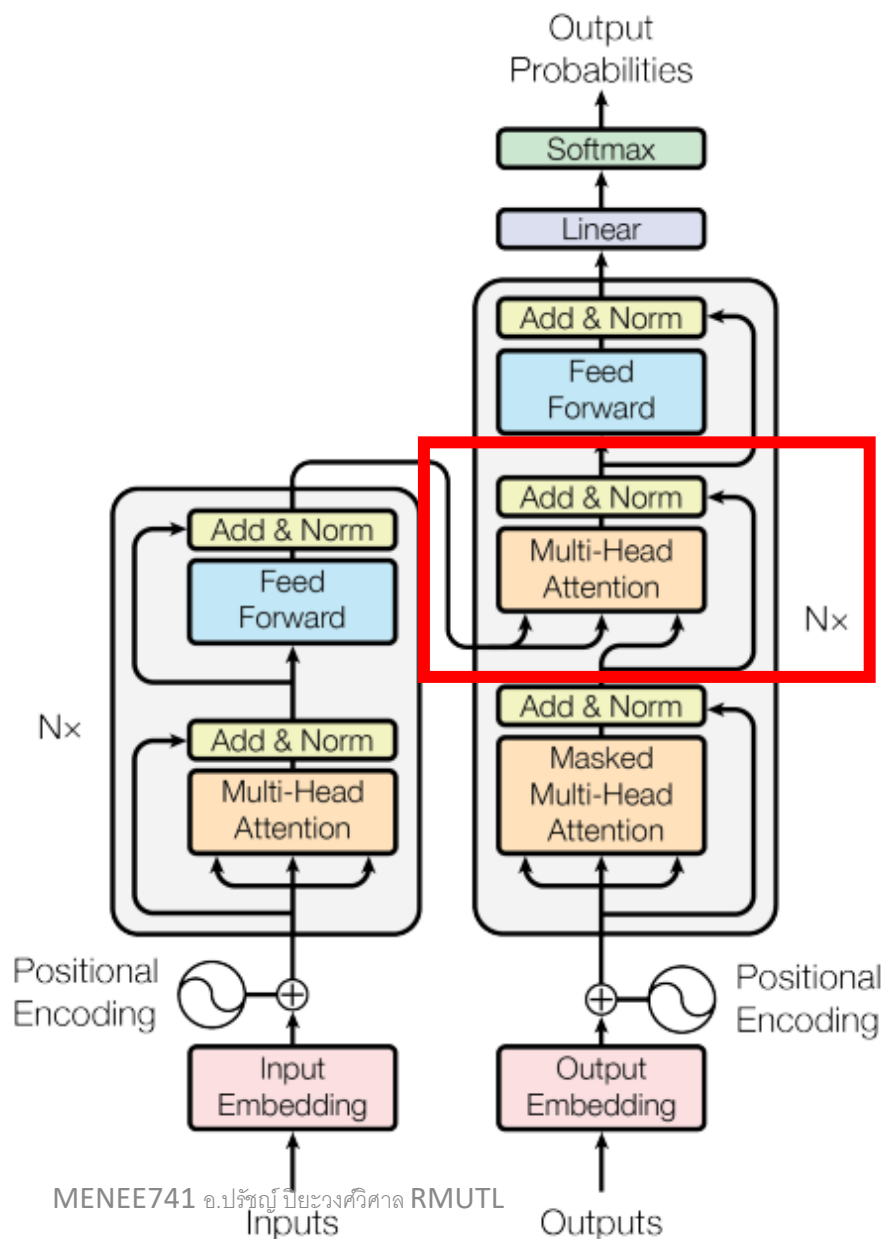 Output
Probabilities
Softmax
Linear
Add & Norm
Feed
Forward
Add & Norm
Multi-Head
Attention
N×
Add & Norm
Masked
Multi-Head
Attention
Add & Norm
Feed
Forward
N×
Add & Norm
Multi-Head
Attention
Positional
Encoding
Positional
Encoding
Input
Embedding
Output
Embedding
MENEE741 อ.ปรัชญ์ ปิยะวงศ์วิศาล RMUTL
Inputs
Outputs